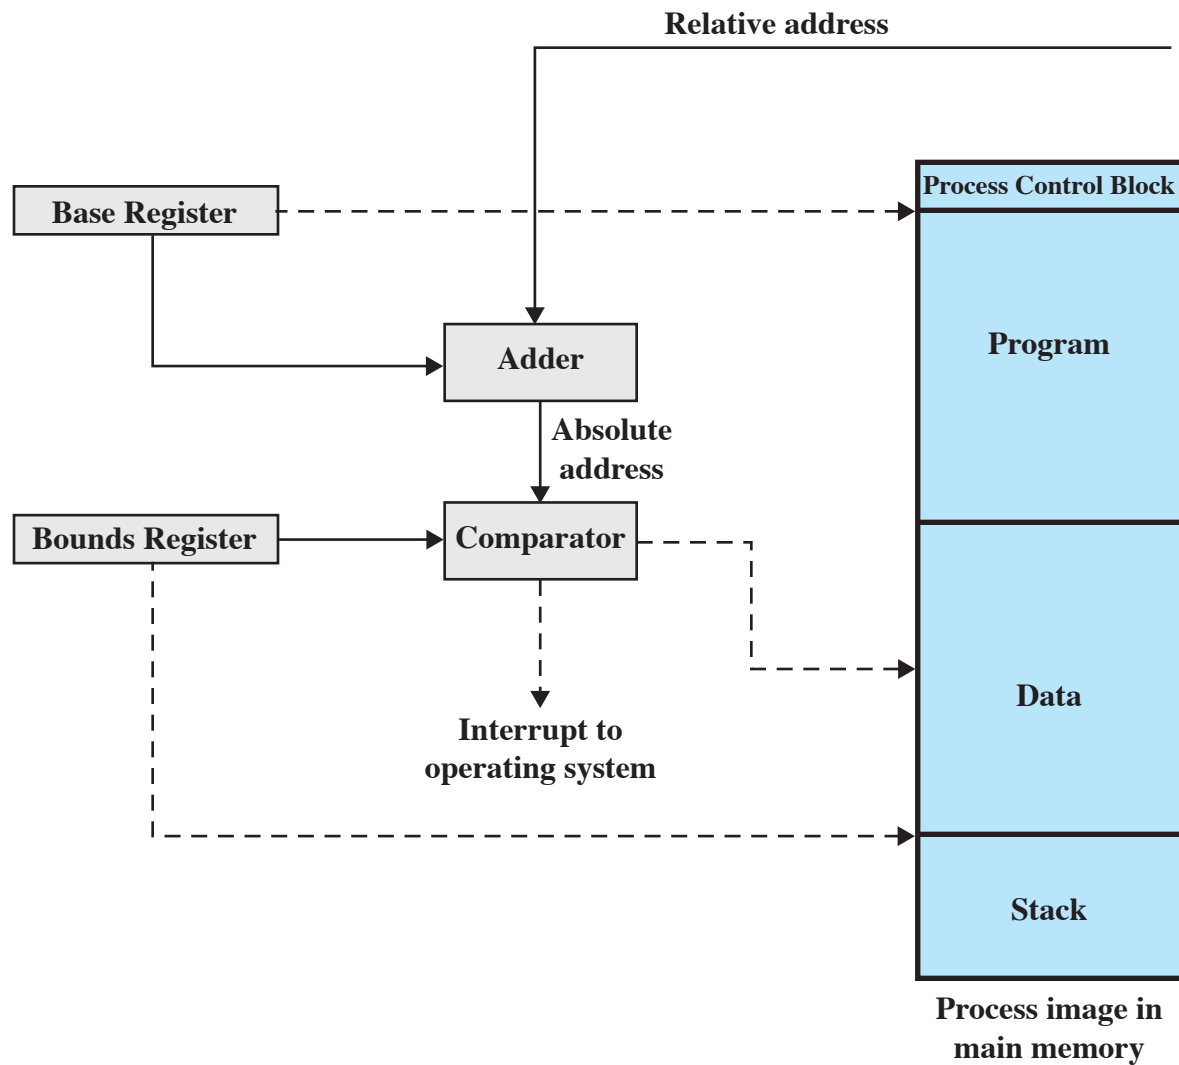 Relative address
Process Control Block
Base Register
Program
Adder
Absolute
address
Bounds Register
Comparator
Data
Interrupt to
operating system
Stack
Process image in
main memory